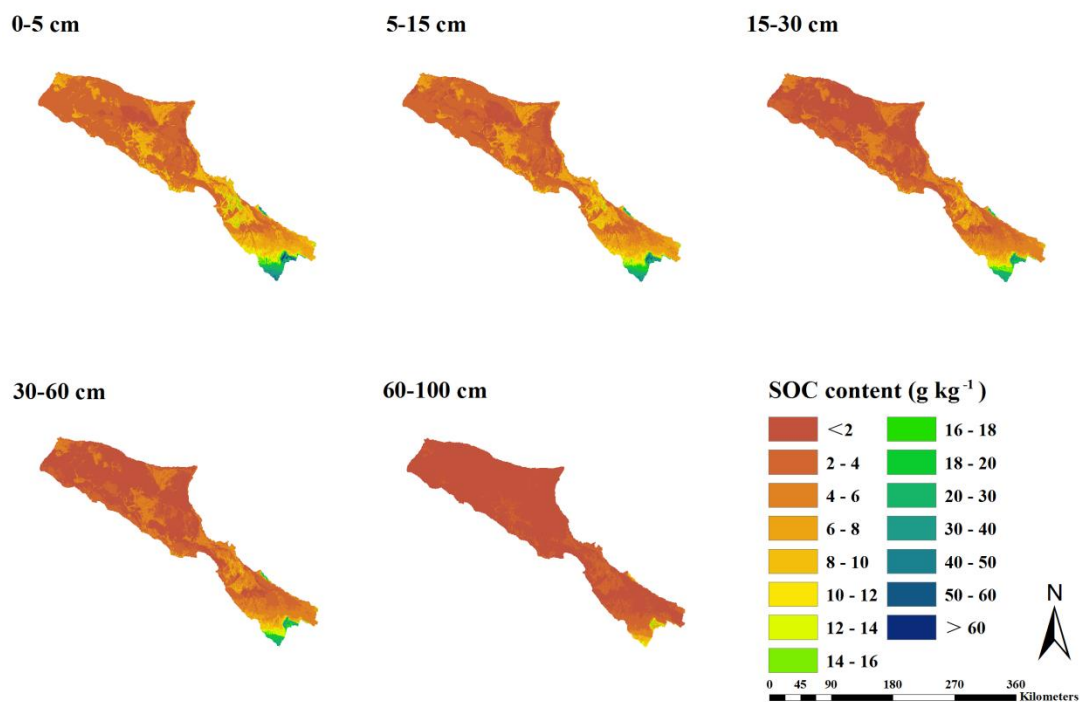 0-5 cm
5-15 cm
15-30 cm
30-60 cm
60-100 cm
SOC content (g kg⁻¹ )
<2
2 - 4
4 - 6
6 - 8
8 - 10
10 - 12
12 - 14
14 - 16
16 - 18
18 - 20
20 - 30
30 - 40
40 - 50
50 - 60
> 60
N
0 45 90 180 270 360
Kilometers